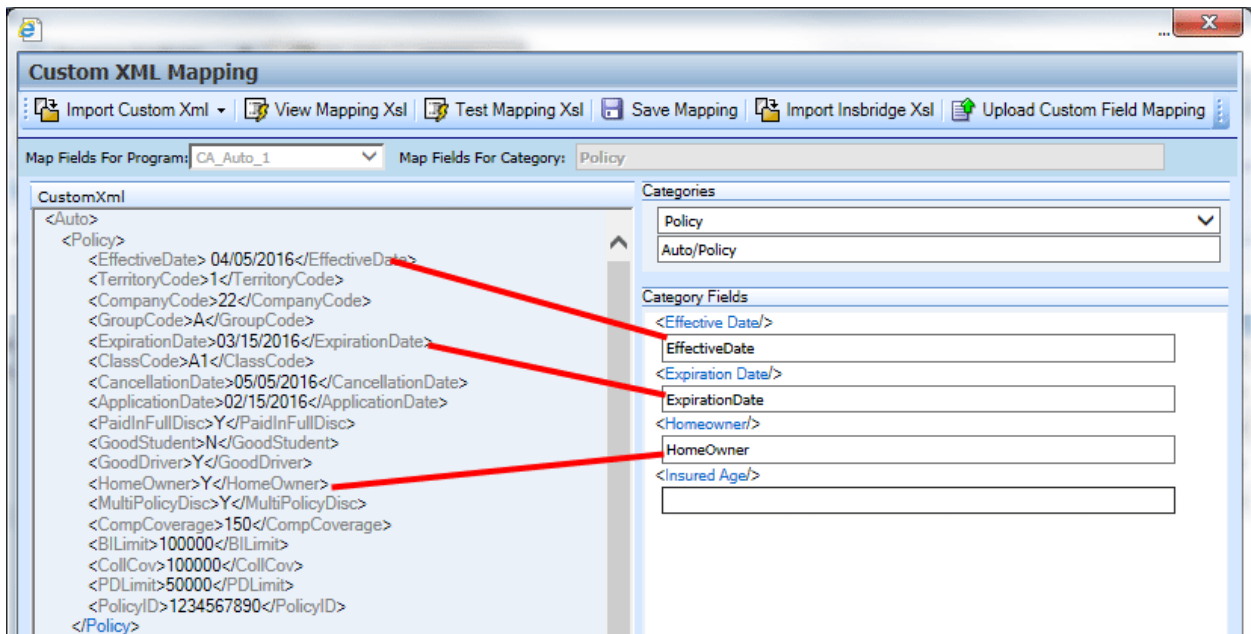 ...
X
Custom XML Mapping
Import Custom Xml View Mapping Xsl Test Mapping Xsl Save Mapping Import Insbridge Xsl Upload Custom Field Mapping
Map Fields For Program: CA_Auto_1 Map Fields For Category: Policy
CustomXml
<Auto>
<Policy>
<EffectiveDate> 04/05/2016</EffectiveDate>
<TerritoryCode>1</TerritoryCode>
<CompanyCode>22</CompanyCode>
<GroupCode>A</GroupCode>
<ExpirationDate>03/15/2016</ExpirationDate>
<ClassCode>A1</ClassCode>
<CancellationDate>05/05/2016</CancellationDate>
<ApplicationDate>02/15/2016</ApplicationDate>
<PaidInFullDisc>Y</PaidInFullDisc>
<GoodStudent>N</GoodStudent>
<GoodDriver>Y</GoodDriver>
<HomeOwner>Y</HomeOwner>
<MultiPolicyDisc>Y</MultiPolicyDisc>
<CompCoverage>150</CompCoverage>
<BILimit>100000</BILimit>
<CollCov>100000</CollCov>
<PDLimit>50000</PDLimit>
<PolicyID>1234567890</PolicyID>
</Policy>
Categories
Policy
Auto/Policy
Category Fields
<Effective Date/>
EffectiveDate
<Expiration Date/>
ExpirationDate
<Homeowner/>
HomeOwner
<Insured Age/>